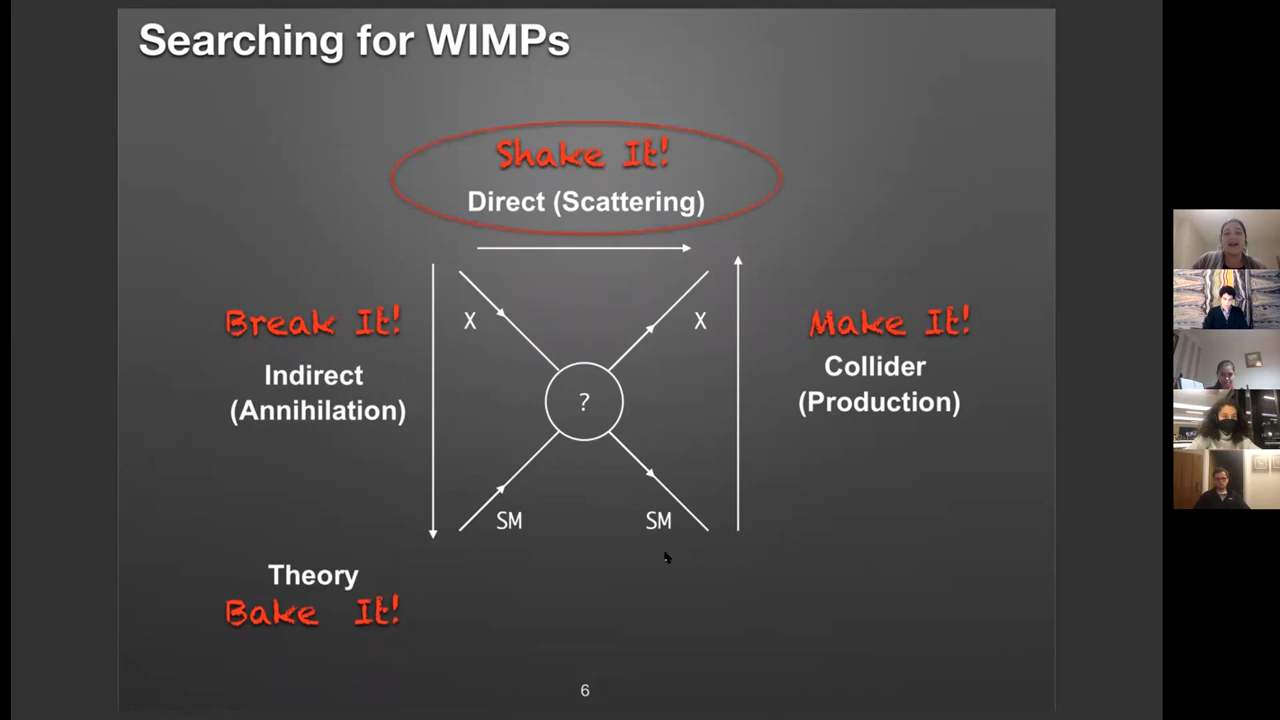 Searching for WIMPs
Shake It!
Direct (Scattering)
Break It!
Indirect
(Annihilation)
X
X
Make It!
Collider
(Production)
?
SM
SM
Theory
Bake It!
6